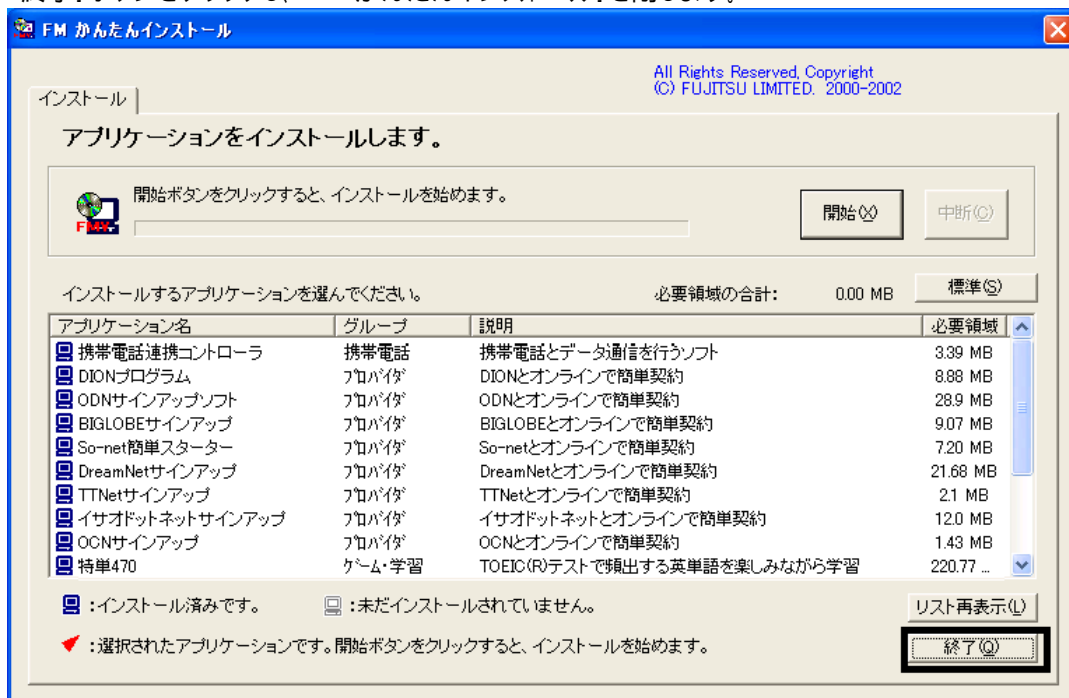 FM かんたんインストール
All Rights Reserved, Copyright
(C) FUJITSU LIMITED. 2000-2002
インストール
アプリケーションをインストールします。
開始ボタンをクリックすると、インストールを始めます。
FMV
開始(X)
中断(C)
インストールするアプリケーションを選んでください。 必要領域の合計： 0.00 MB 標準(S)
アプリケーション名 グループ 説明 必要領域
携帯電話連携コントローラ 携帯電話 携帯電話とデータ通信を行うソフト 3.39 MB
DIONプログラム プロバイダ DIONとオンラインで簡単契約 8.88 MB
ODNサインアップソフト プロバイダ ODNとオンラインで簡単契約 28.9 MB
BIGLOBEサインアップ プロバイダ BIGLOBEとオンラインで簡単契約 9.07 MB
So-net簡単スターター プロバイダ So-netとオンラインで簡単契約 7.20 MB
DreamNetサインアップ プロバイダ DreamNetとオンラインで簡単契約 21.68 MB
TTNetサインアップ プロバイダ TTNetとオンラインで簡単契約 2.1 MB
イサオドットネットサインアップ プロバイダ イサオドットネットとオンラインで簡単契約 12.0 MB
OCNサインアップ プロバイダ OCNとオンラインで簡単契約 1.43 MB
特単470 ゲーム・学習 TOEIC(R)テストで頻出する英単語を楽しみながら学習 220.77 ...
：インストール済みです。 ：未だインストールされていません。 リスト再表示(L)
：選択されたアプリケーションです。開始ボタンをクリックすると、インストールを始めます。 終了(Q)